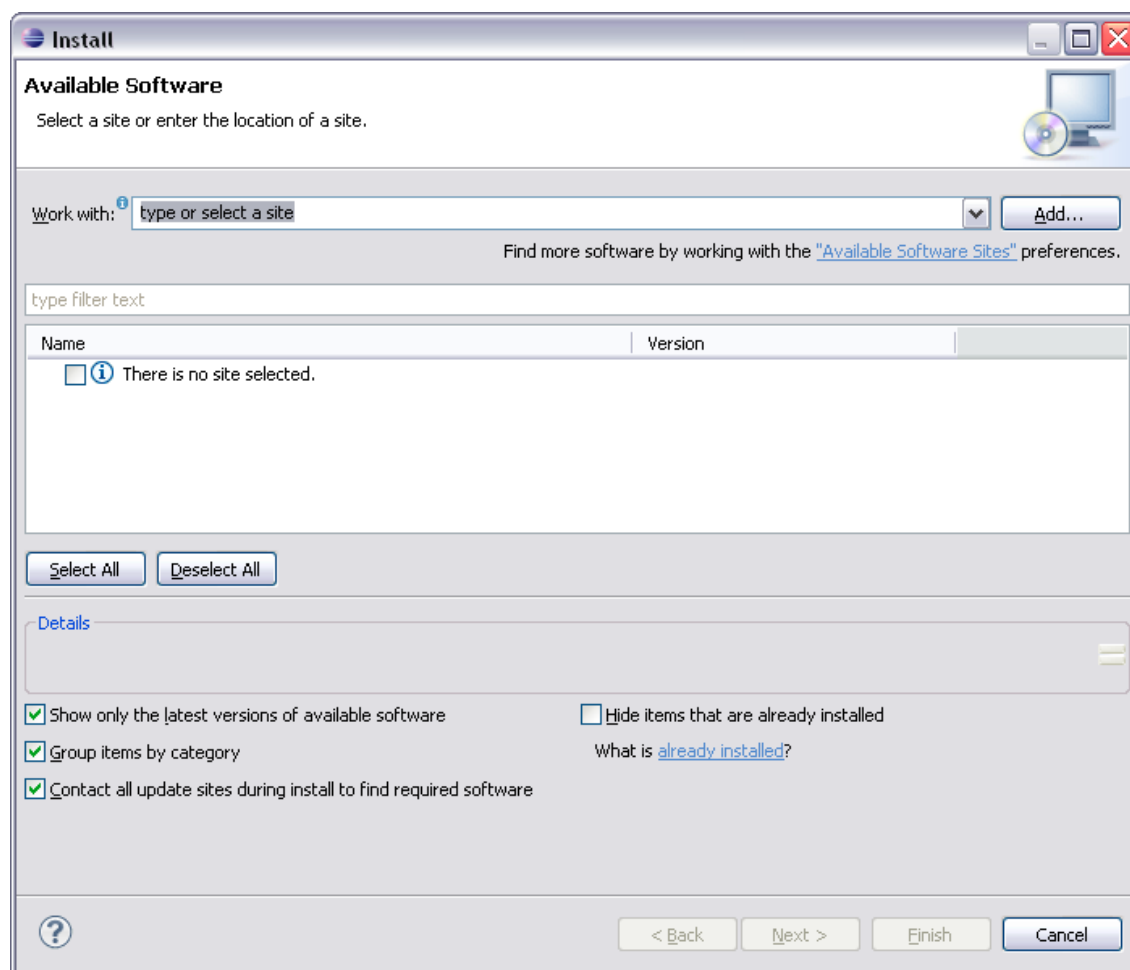 Install
Available Software
Select a site or enter the location of a site.
Work with: type or select a site Add...
Find more software by working with the "Available Software Sites" preferences.
type filter text
Name Version
There is no site selected.
Select All Deselect All
Details
Show only the latest versions of available software Hide items that are already installed
Group items by category What is already installed?
Contact all update sites during install to find required software
? < Back Next > Finish Cancel